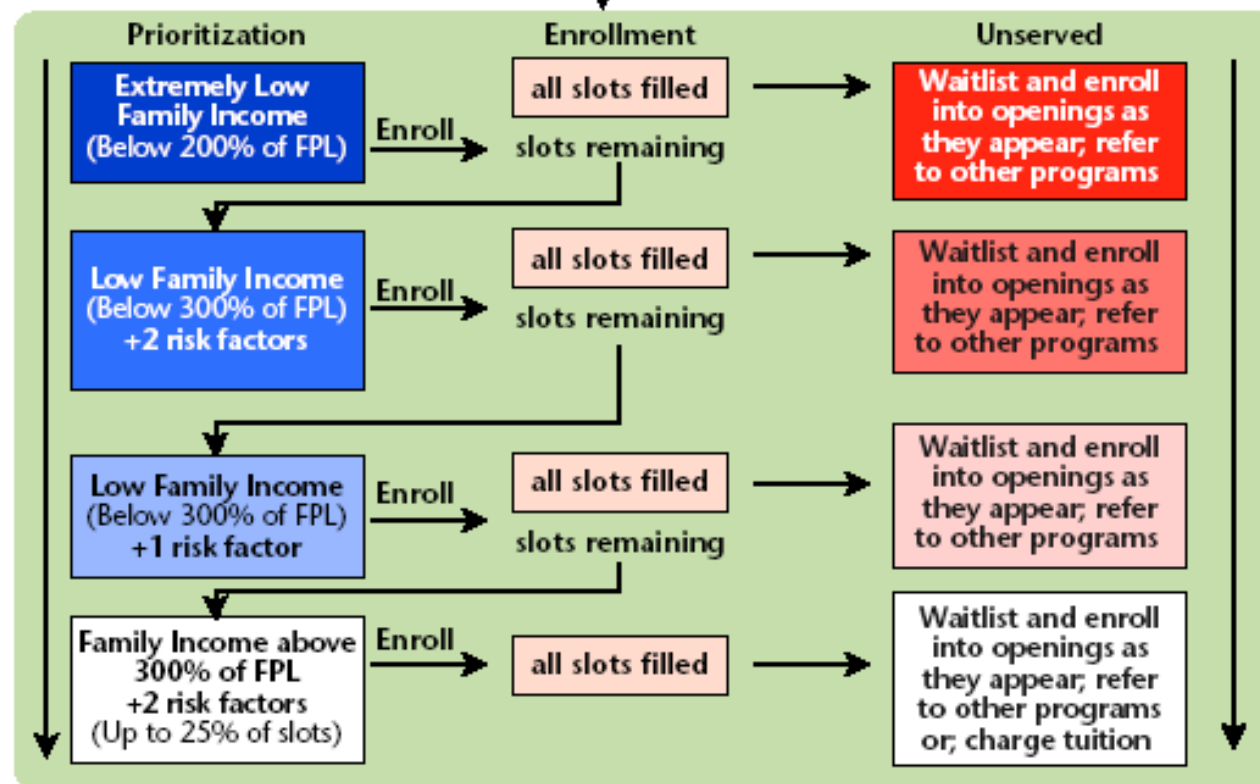 Prioritization
Enrollment
Unserved
Extremely Low
Family Income
(Below 200% of FPL)
Enroll
all slots filled
slots remaining
Waitlist and enroll
into openings as
they appear; refer
to other programs
Low Family Income
(Below 300% of FPL)
+2 risk factors
Enroll
all slots filled
slots remaining
Waitlist and enroll
into openings as
they appear; refer
to other programs
Low Family Income
(Below 300% of FPL)
+1 risk factor
Enroll
all slots filled
slots remaining
Waitlist and enroll
into openings as
they appear; refer
to other programs
Family Income above
300% of FPL
+2 risk factors
(Up to 25% of slots)
Enroll
all slots filled
Waitlist and enroll
into openings as
they appear; refer
to other programs
or; charge tuition